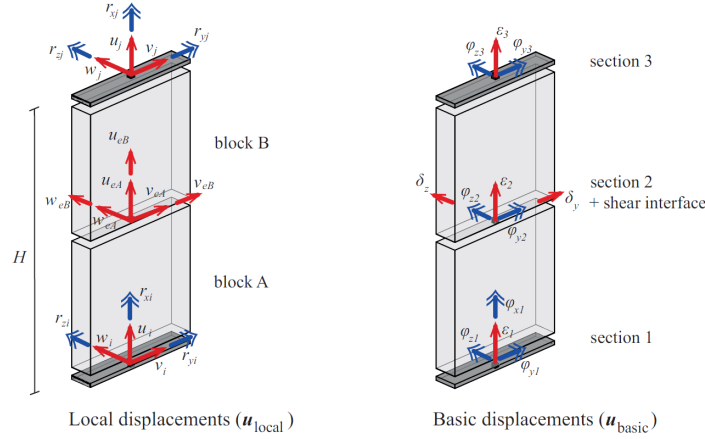 r_xj
u_j
v_j
r_yj
r_zj
w_j
u_eB
block B
u_eA
v_eA
v_eB
w_eB
w_eA
H
block A
r_xi
r_zi
w_i
u_i
v_i
r_yi
Local displacements (u_local)
ε_3
φ_z3
φ_y3
section 3
δ_z
φ_z2
ε_2
φ_y2
δ_y
section 2
+ shear interface
φ_x1
φ_z1
ε_1
φ_y1
section 1
Basic displacements (u_basic)